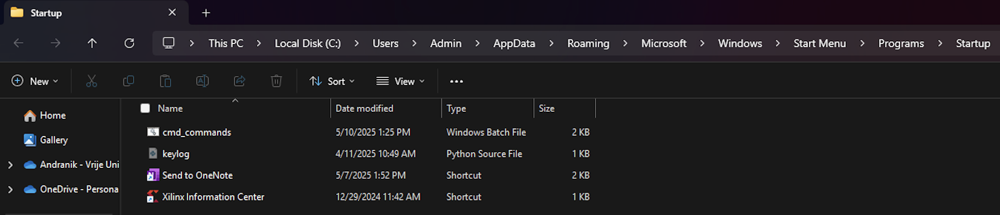 Startup
This PC > Local Disk (C:) > Users > Admin > AppData > Roaming > Microsoft > Windows > Start Menu > Programs > Startup
New Sort View
Name Date modified Type Size
Home
Gallery
Andranik - Vrije Uni
OneDrive - Persona
cmd_commands 5/10/2025 1:25 PM Windows Batch File 2 KB
keylog 4/11/2025 10:49 AM Python Source File 1 KB
Send to OneNote 5/7/2025 1:52 PM Shortcut 2 KB
Xilinx Information Center 12/29/2024 11:42 AM Shortcut 1 KB